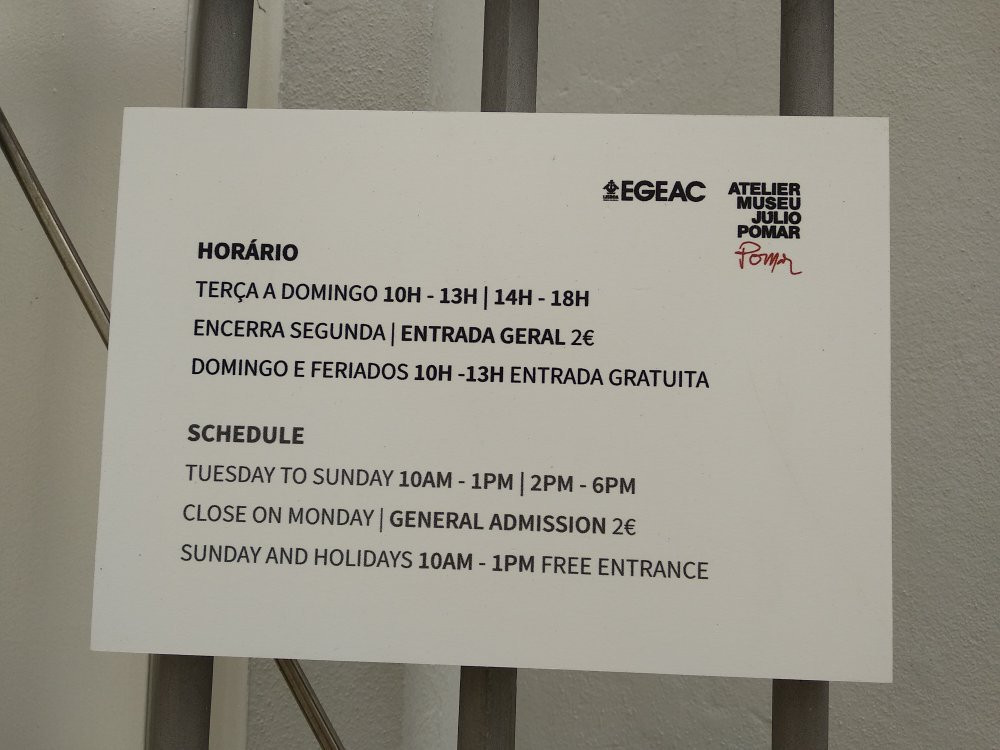 LISBOA
EGEAC
ATELIER
MUSEU
JÚLIO
POMAR
Pomar
HORÁRIO
TERÇA A DOMINGO 10H - 13H | 14H - 18H
ENCERRA SEGUNDA | ENTRADA GERAL 2€
DOMINGO E FERIADOS 10H -13H ENTRADA GRATUITA
SCHEDULE
TUESDAY TO SUNDAY 10AM - 1PM | 2PM - 6PM
CLOSE ON MONDAY | GENERAL ADMISSION 2€
SUNDAY AND HOLIDAYS 10AM - 1PM FREE ENTRANCE